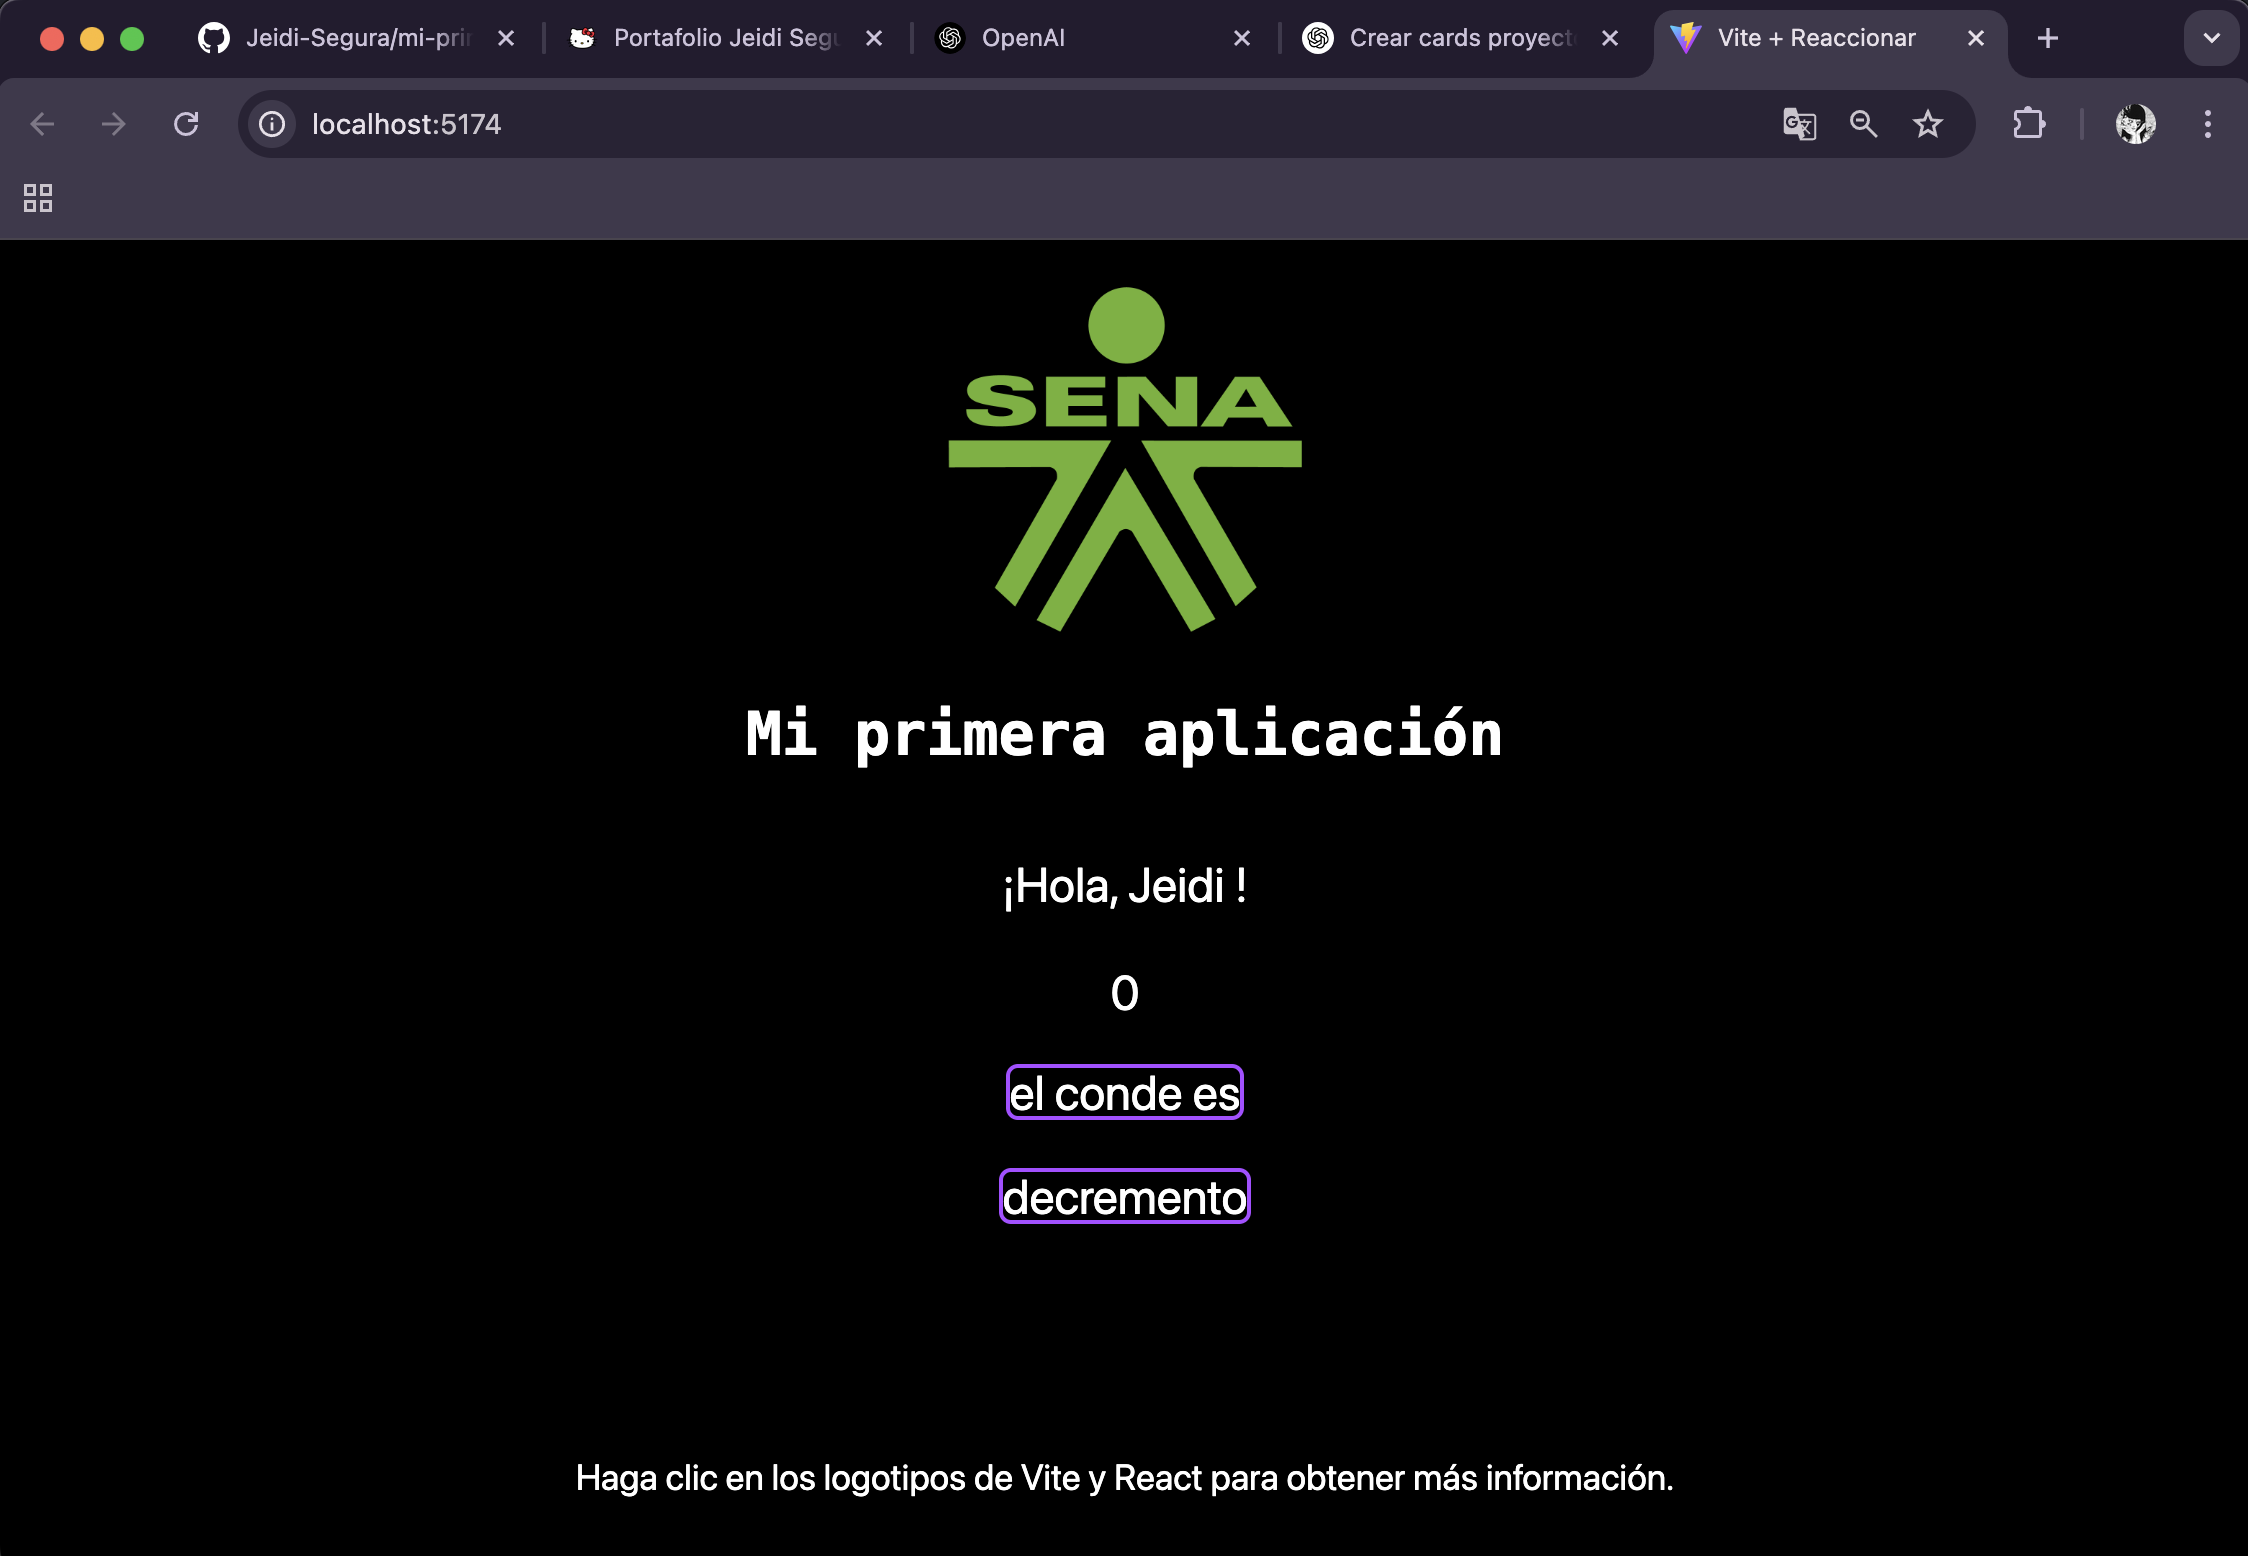 Jeidi-Segura/mi-prir
Portafolio Jeidi Segu
OpenAI
Crear cards proyect
Vite + Reaccionar
localhost:5174
SENA
Mi primera aplicación
¡Hola, Jeidi !
0
el conde es
decremento
Haga clic en los logotipos de Vite y React para obtener más información.